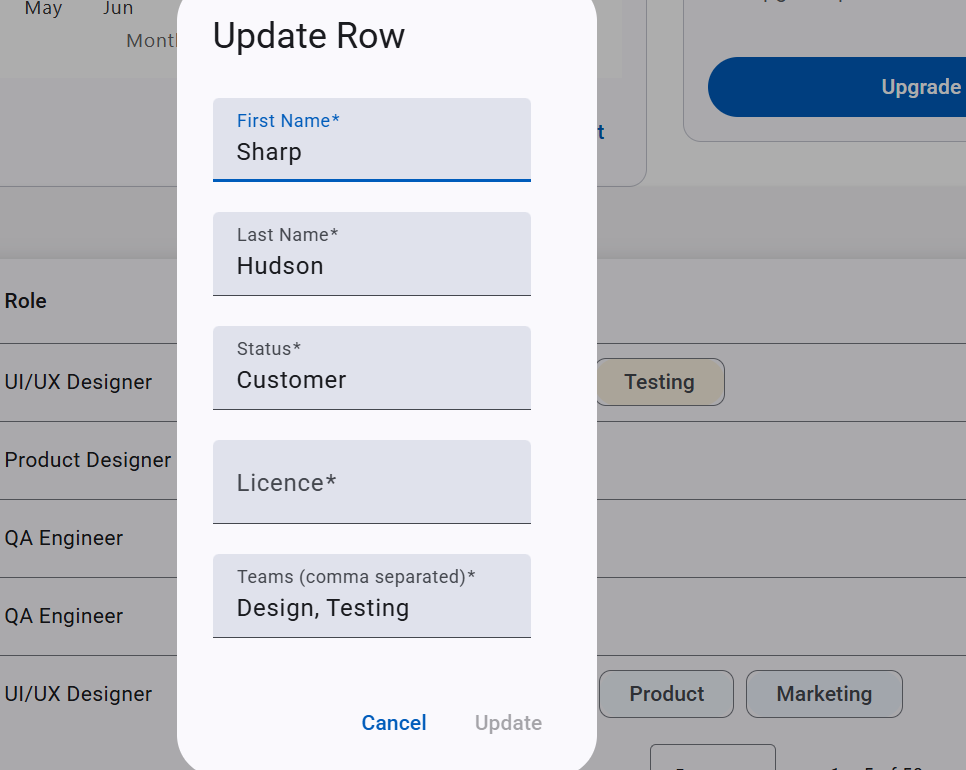 May Jun
Month
Update Row
Upgrade
First Name*
Sharp
Last Name*
Hudson
Role
Status*
Customer
UI/UX Designer
Testing
Product Designer
Licence*
QA Engineer
Teams (comma separated)*
Design, Testing
QA Engineer
UI/UX Designer
Product Marketing
Cancel Update